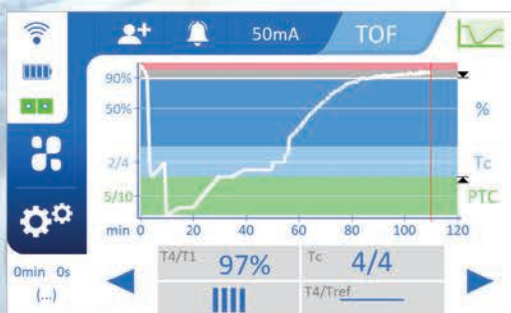 50mA TOF
90%
50%
%
2/4
Tc
5/10
PTC
min 0 20 40 60 80 100 120
0min 0s
(...)
T4/T1 97%
Tc 4/4
T4/Tref